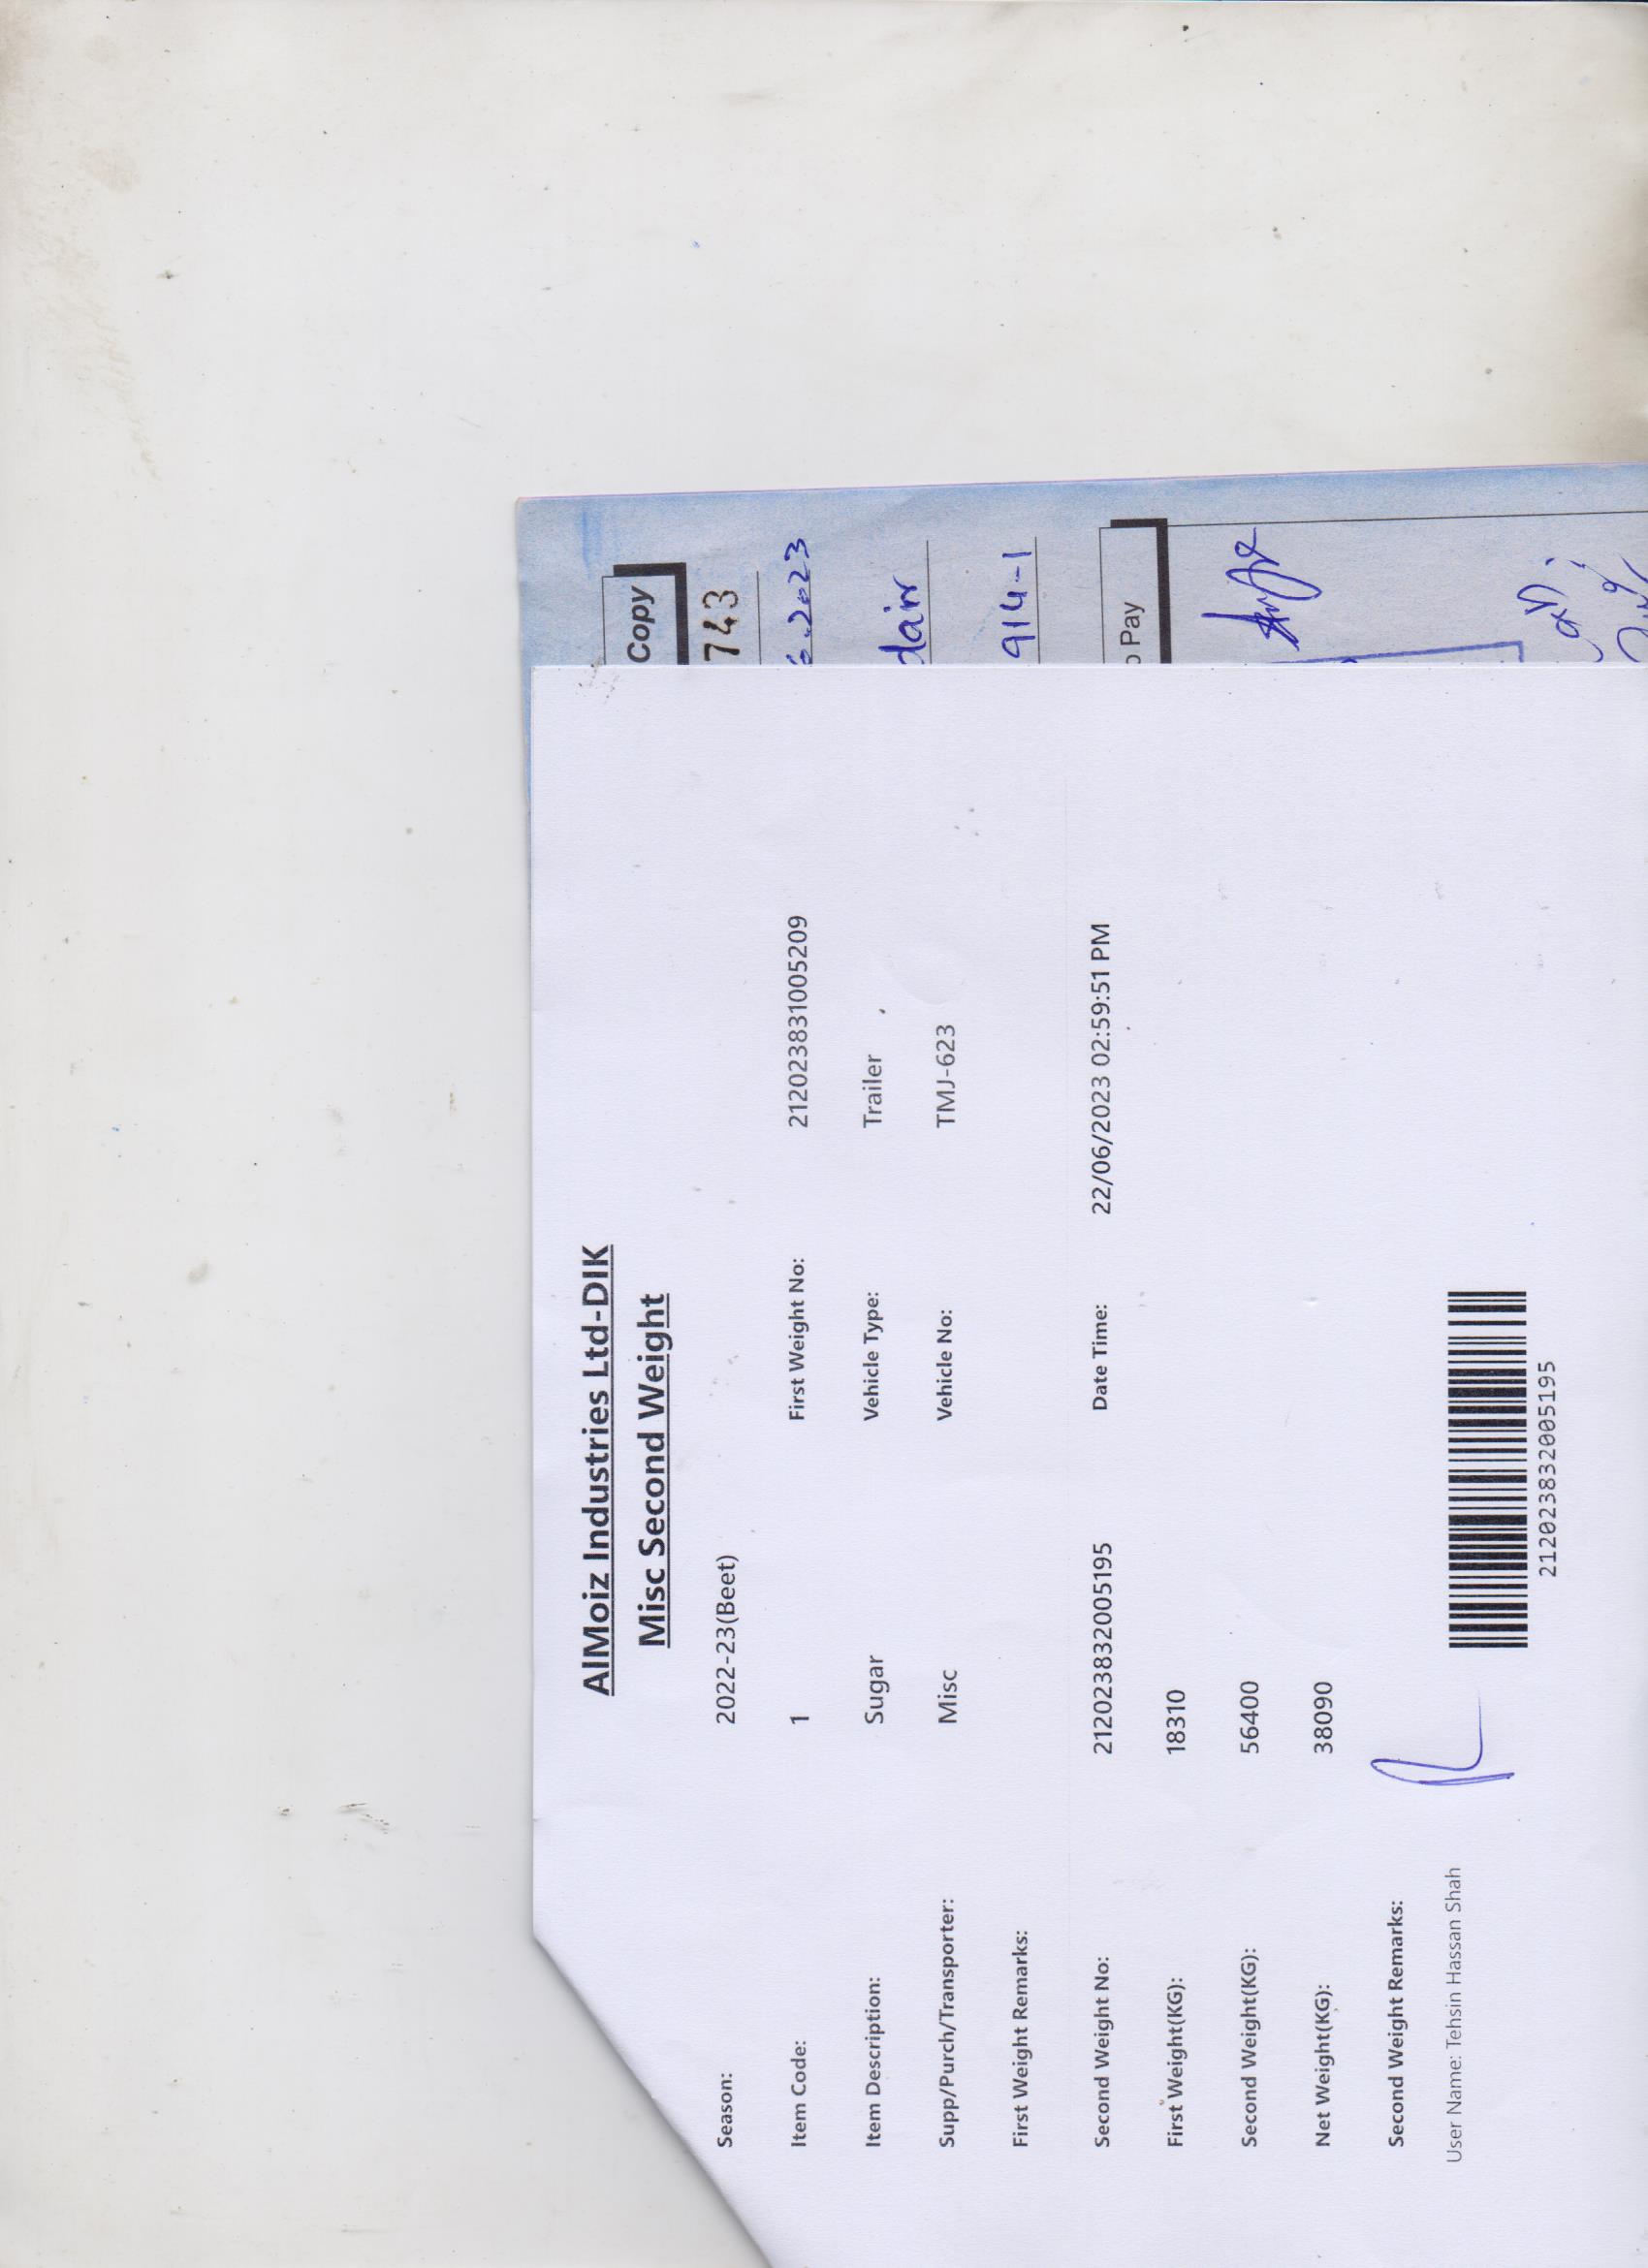 AlMoiz Industries Ltd-DIK
Misc Second Weight
Season: 2022-23(Beet)
Item Code: 1 First Weight No: 212023831005209
Item Description: Sugar Vehicle Type: Trailer
Supp/Purch/Transporter: Misc Vehicle No: TMJ-623
First Weight Remarks:
Second Weight No: 212023832005195 Date Time: 22/06/2023 02:59:51 PM
First Weight(KG): 18310
Second Weight(KG): 56400
Net Weight(KG): 38090
Second Weight Remarks:
User Name: Tehsin Hassan Shah
212023832005195
Copy
743
6.2023
914-1
Pay